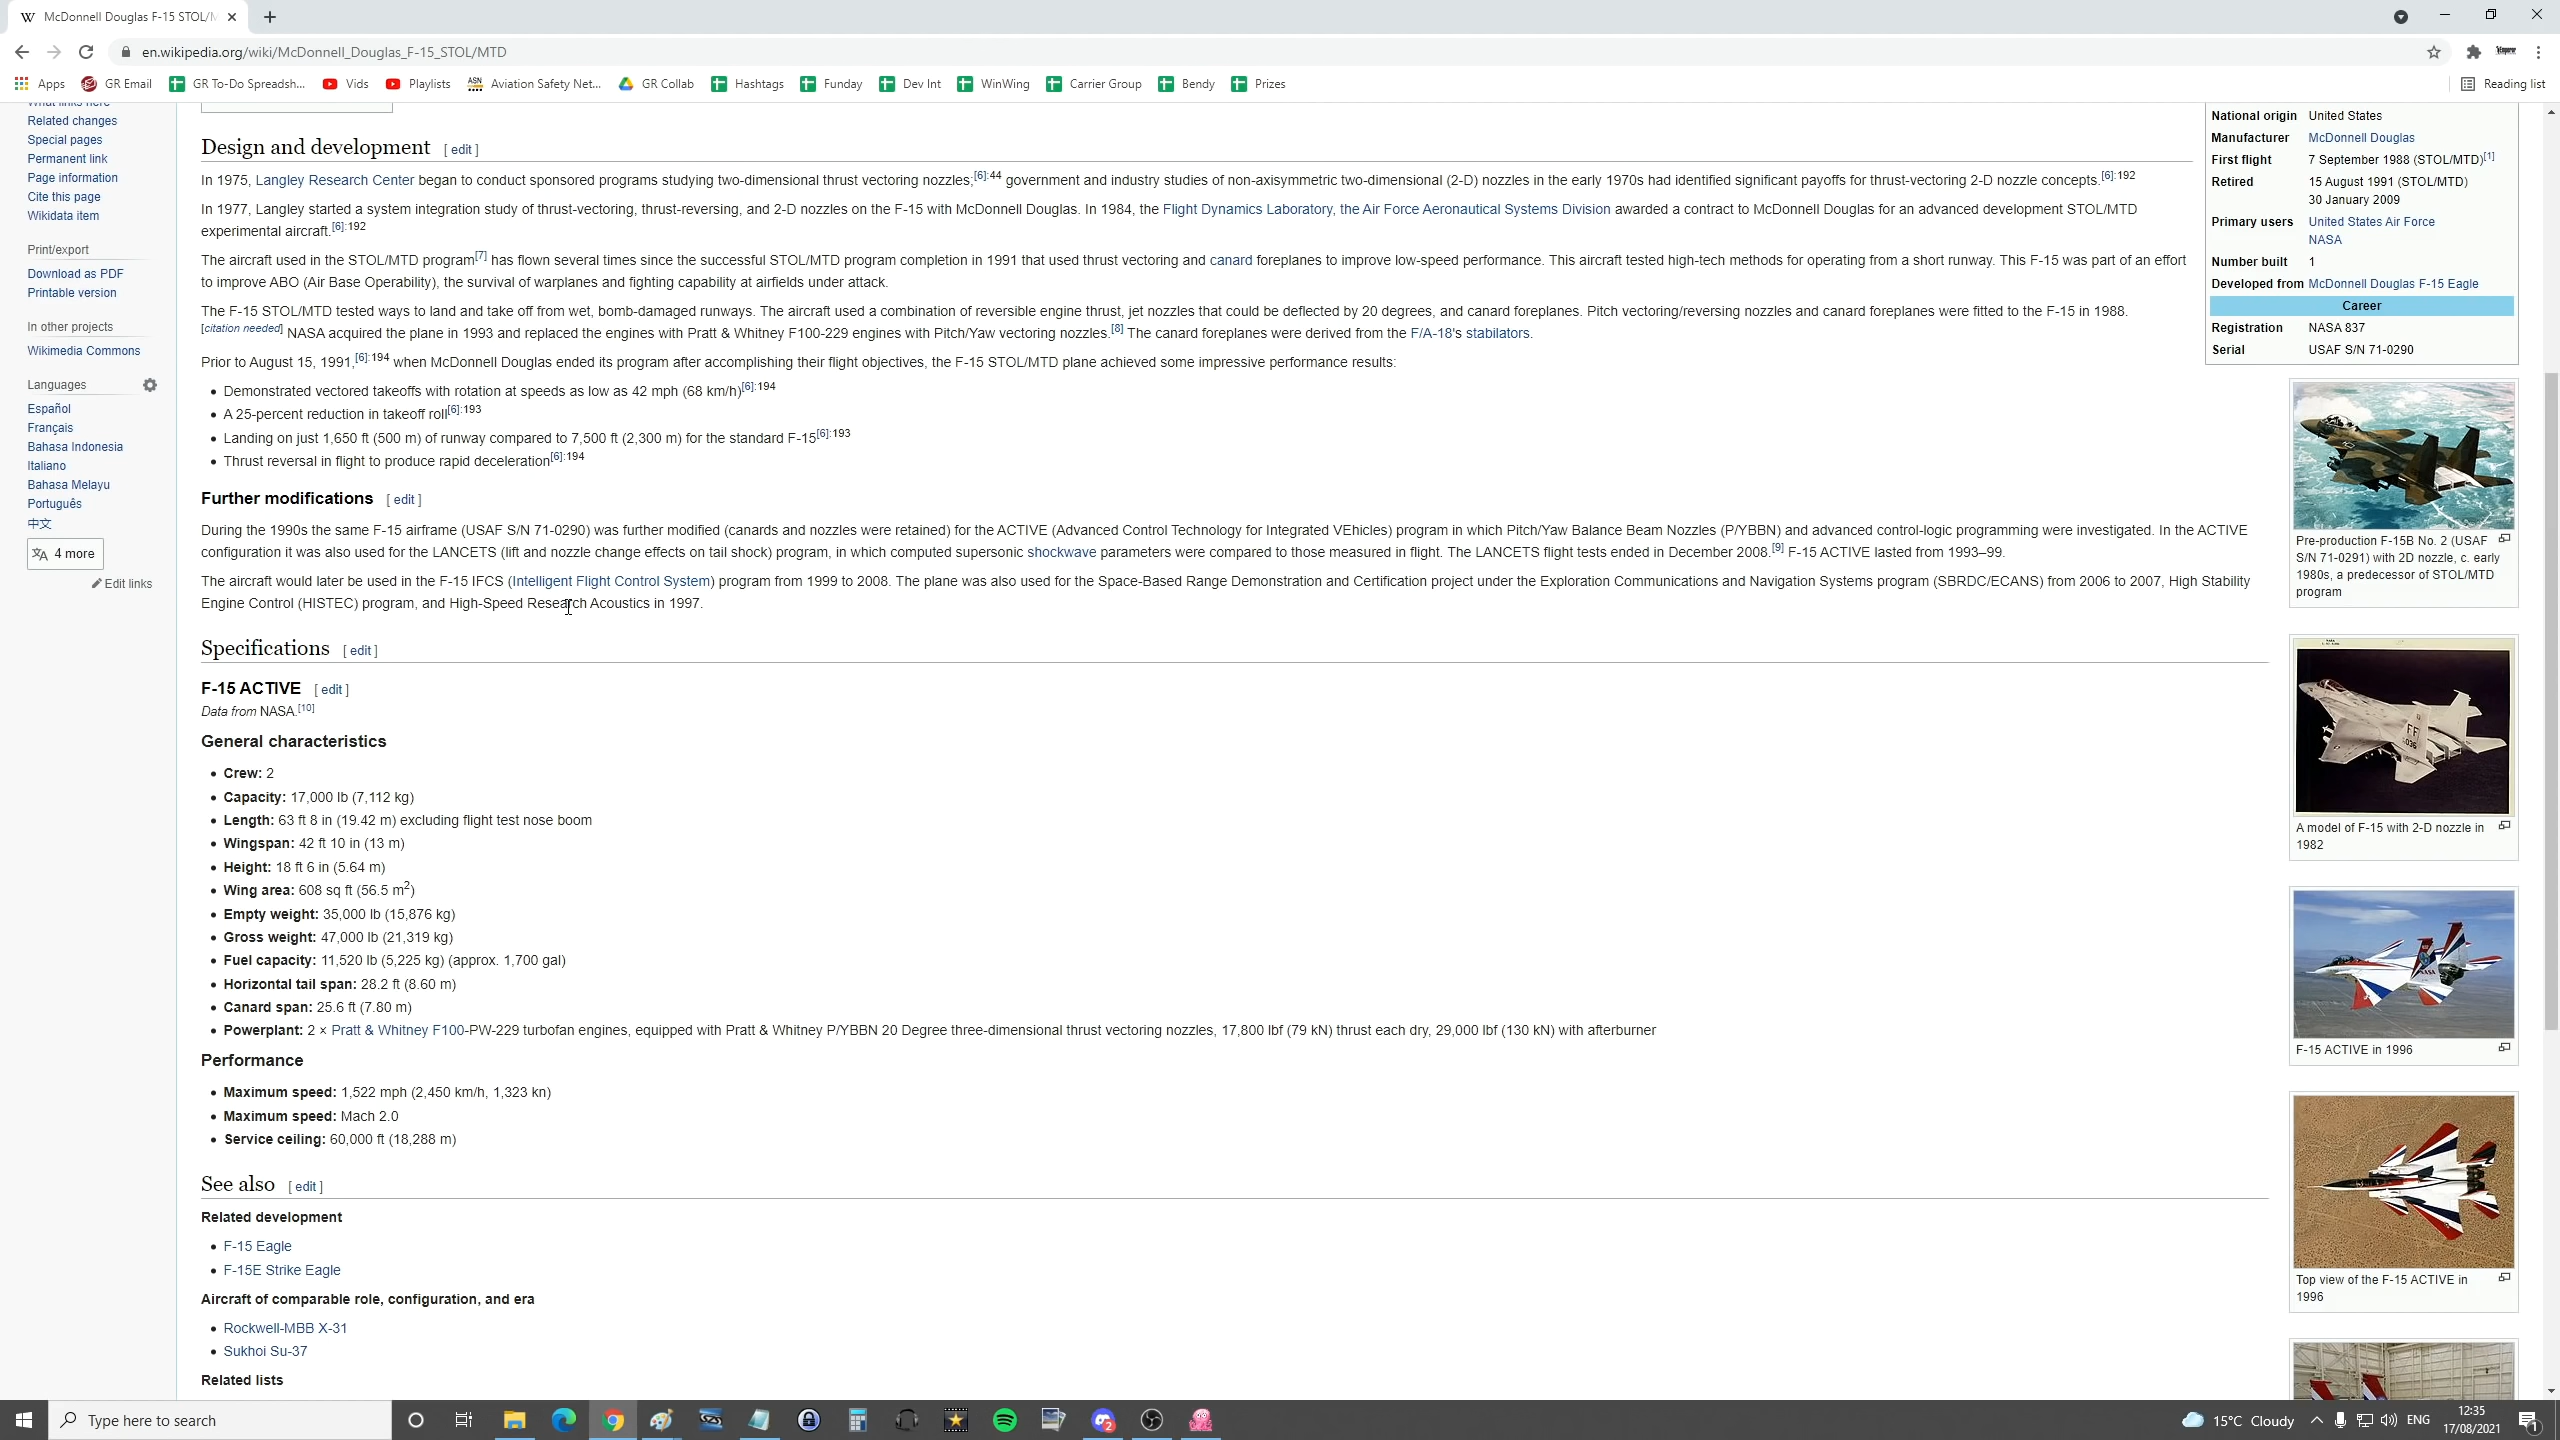 McDonnell Douglas F-15 STOL/M
en.wikipedia.org/wiki/McDonnell_Douglas_F-15_STOL/MTD
Apps GR Email GR To-Do Spreadsh... Vids Playlists ASN Aviation Safety Net... GR Collab Hashtags Funday Dev Int WinWing Carrier Group Bendy Prizes Reading list
What links here
Related changes
Special pages
Permanent link
Page information
Cite this page
Wikidata item
Print/export
Download as PDF
Printable version
In other projects
Wikimedia Commons
Languages
Español
Français
Bahasa Indonesia
Italiano
Bahasa Melayu
Português
中文
4 more
Edit links
Design and development [ edit ]
In 1975, Langley Research Center began to conduct sponsored programs studying two-dimensional thrust vectoring nozzles;[6]:44 government and industry studies of non-axisymmetric two-dimensional (2-D) nozzles in the early 1970s had identified significant payoffs for thrust-vectoring 2-D nozzle concepts.[6]:192
In 1977, Langley started a system integration study of thrust-vectoring, thrust-reversing, and 2-D nozzles on the F-15 with McDonnell Douglas. In 1984, the Flight Dynamics Laboratory, the Air Force Aeronautical Systems Division awarded a contract to McDonnell Douglas for an advanced development STOL/MTD
experimental aircraft.[6]:192
The aircraft used in the STOL/MTD program[7] has flown several times since the successful STOL/MTD program completion in 1991 that used thrust vectoring and canard foreplanes to improve low-speed performance. This aircraft tested high-tech methods for operating from a short runway. This F-15 was part of an effort
to improve ABO (Air Base Operability), the survival of warplanes and fighting capability at airfields under attack.
The F-15 STOL/MTD tested ways to land and take off from wet, bomb-damaged runways. The aircraft used a combination of reversible engine thrust, jet nozzles that could be deflected by 20 degrees, and canard foreplanes. Pitch vectoring/reversing nozzles and canard foreplanes were fitted to the F-15 in 1988.
[citation needed] NASA acquired the plane in 1993 and replaced the engines with Pratt & Whitney F100-229 engines with Pitch/Yaw vectoring nozzles.[8] The canard foreplanes were derived from the F/A-18's stabilators.
Prior to August 15, 1991,[6]:194 when McDonnell Douglas ended its program after accomplishing their flight objectives, the F-15 STOL/MTD plane achieved some impressive performance results:
• Demonstrated vectored takeoffs with rotation at speeds as low as 42 mph (68 km/h)[6]:194
• A 25-percent reduction in takeoff roll[6]:193
• Landing on just 1,650 ft (500 m) of runway compared to 7,500 ft (2,300 m) for the standard F-15[6]:193
• Thrust reversal in flight to produce rapid deceleration[6]:194
Further modifications [ edit ]
During the 1990s the same F-15 airframe (USAF S/N 71-0290) was further modified (canards and nozzles were retained) for the ACTIVE (Advanced Control Technology for Integrated VEhicles) program in which Pitch/Yaw Balance Beam Nozzles (P/YBBN) and advanced control-logic programming were investigated. In the ACTIVE
configuration it was also used for the LANCETS (lift and nozzle change effects on tail shock) program, in which computed supersonic shockwave parameters were compared to those measured in flight. The LANCETS flight tests ended in December 2008.[9] F-15 ACTIVE lasted from 1993–99.
The aircraft would later be used in the F-15 IFCS (Intelligent Flight Control System) program from 1999 to 2008. The plane was also used for the Space-Based Range Demonstration and Certification project under the Exploration Communications and Navigation Systems program (SBRDC/ECANS) from 2006 to 2007, High Stability
Engine Control (HISTEC) program, and High-Speed Research Acoustics in 1997.
Specifications [ edit ]
F-15 ACTIVE [ edit ]
Data from NASA.[10]
General characteristics
• Crew: 2
• Capacity: 17,000 lb (7,112 kg)
• Length: 63 ft 8 in (19.42 m) excluding flight test nose boom
• Wingspan: 42 ft 10 in (13 m)
• Height: 18 ft 6 in (5.64 m)
• Wing area: 608 sq ft (56.5 m2)
• Empty weight: 35,000 lb (15,876 kg)
• Gross weight: 47,000 lb (21,319 kg)
• Fuel capacity: 11,520 lb (5,225 kg) (approx. 1,700 gal)
• Horizontal tail span: 28.2 ft (8.60 m)
• Canard span: 25.6 ft (7.80 m)
• Powerplant: 2 × Pratt & Whitney F100-PW-229 turbofan engines, equipped with Pratt & Whitney P/YBBN 20 Degree three-dimensional thrust vectoring nozzles, 17,800 lbf (79 kN) thrust each dry, 29,000 lbf (130 kN) with afterburner
Performance
• Maximum speed: 1,522 mph (2,450 km/h, 1,323 kn)
• Maximum speed: Mach 2.0
• Service ceiling: 60,000 ft (18,288 m)
See also [ edit ]
Related development
• F-15 Eagle
• F-15E Strike Eagle
Aircraft of comparable role, configuration, and era
• Rockwell-MBB X-31
• Sukhoi Su-37
Related lists
National origin United States
Manufacturer McDonnell Douglas
First flight 7 September 1988 (STOL/MTD)[1]
Retired 15 August 1991 (STOL/MTD)
30 January 2009
Primary users United States Air Force
NASA
Number built 1
Developed from McDonnell Douglas F-15 Eagle
Career
Registration NASA 837
Serial USAF S/N 71-0290
Pre-production F-15B No. 2 (USAF
S/N 71-0291) with 2D nozzle, c. early
1980s, a predecessor of STOL/MTD
program
FF
A model of F-15 with 2-D nozzle in
1982
NASA
F-15 ACTIVE in 1996
Top view of the F-15 ACTIVE in
1996
Type here to search
2
15°C Cloudy
ENG
12:35
17/08/2021
1